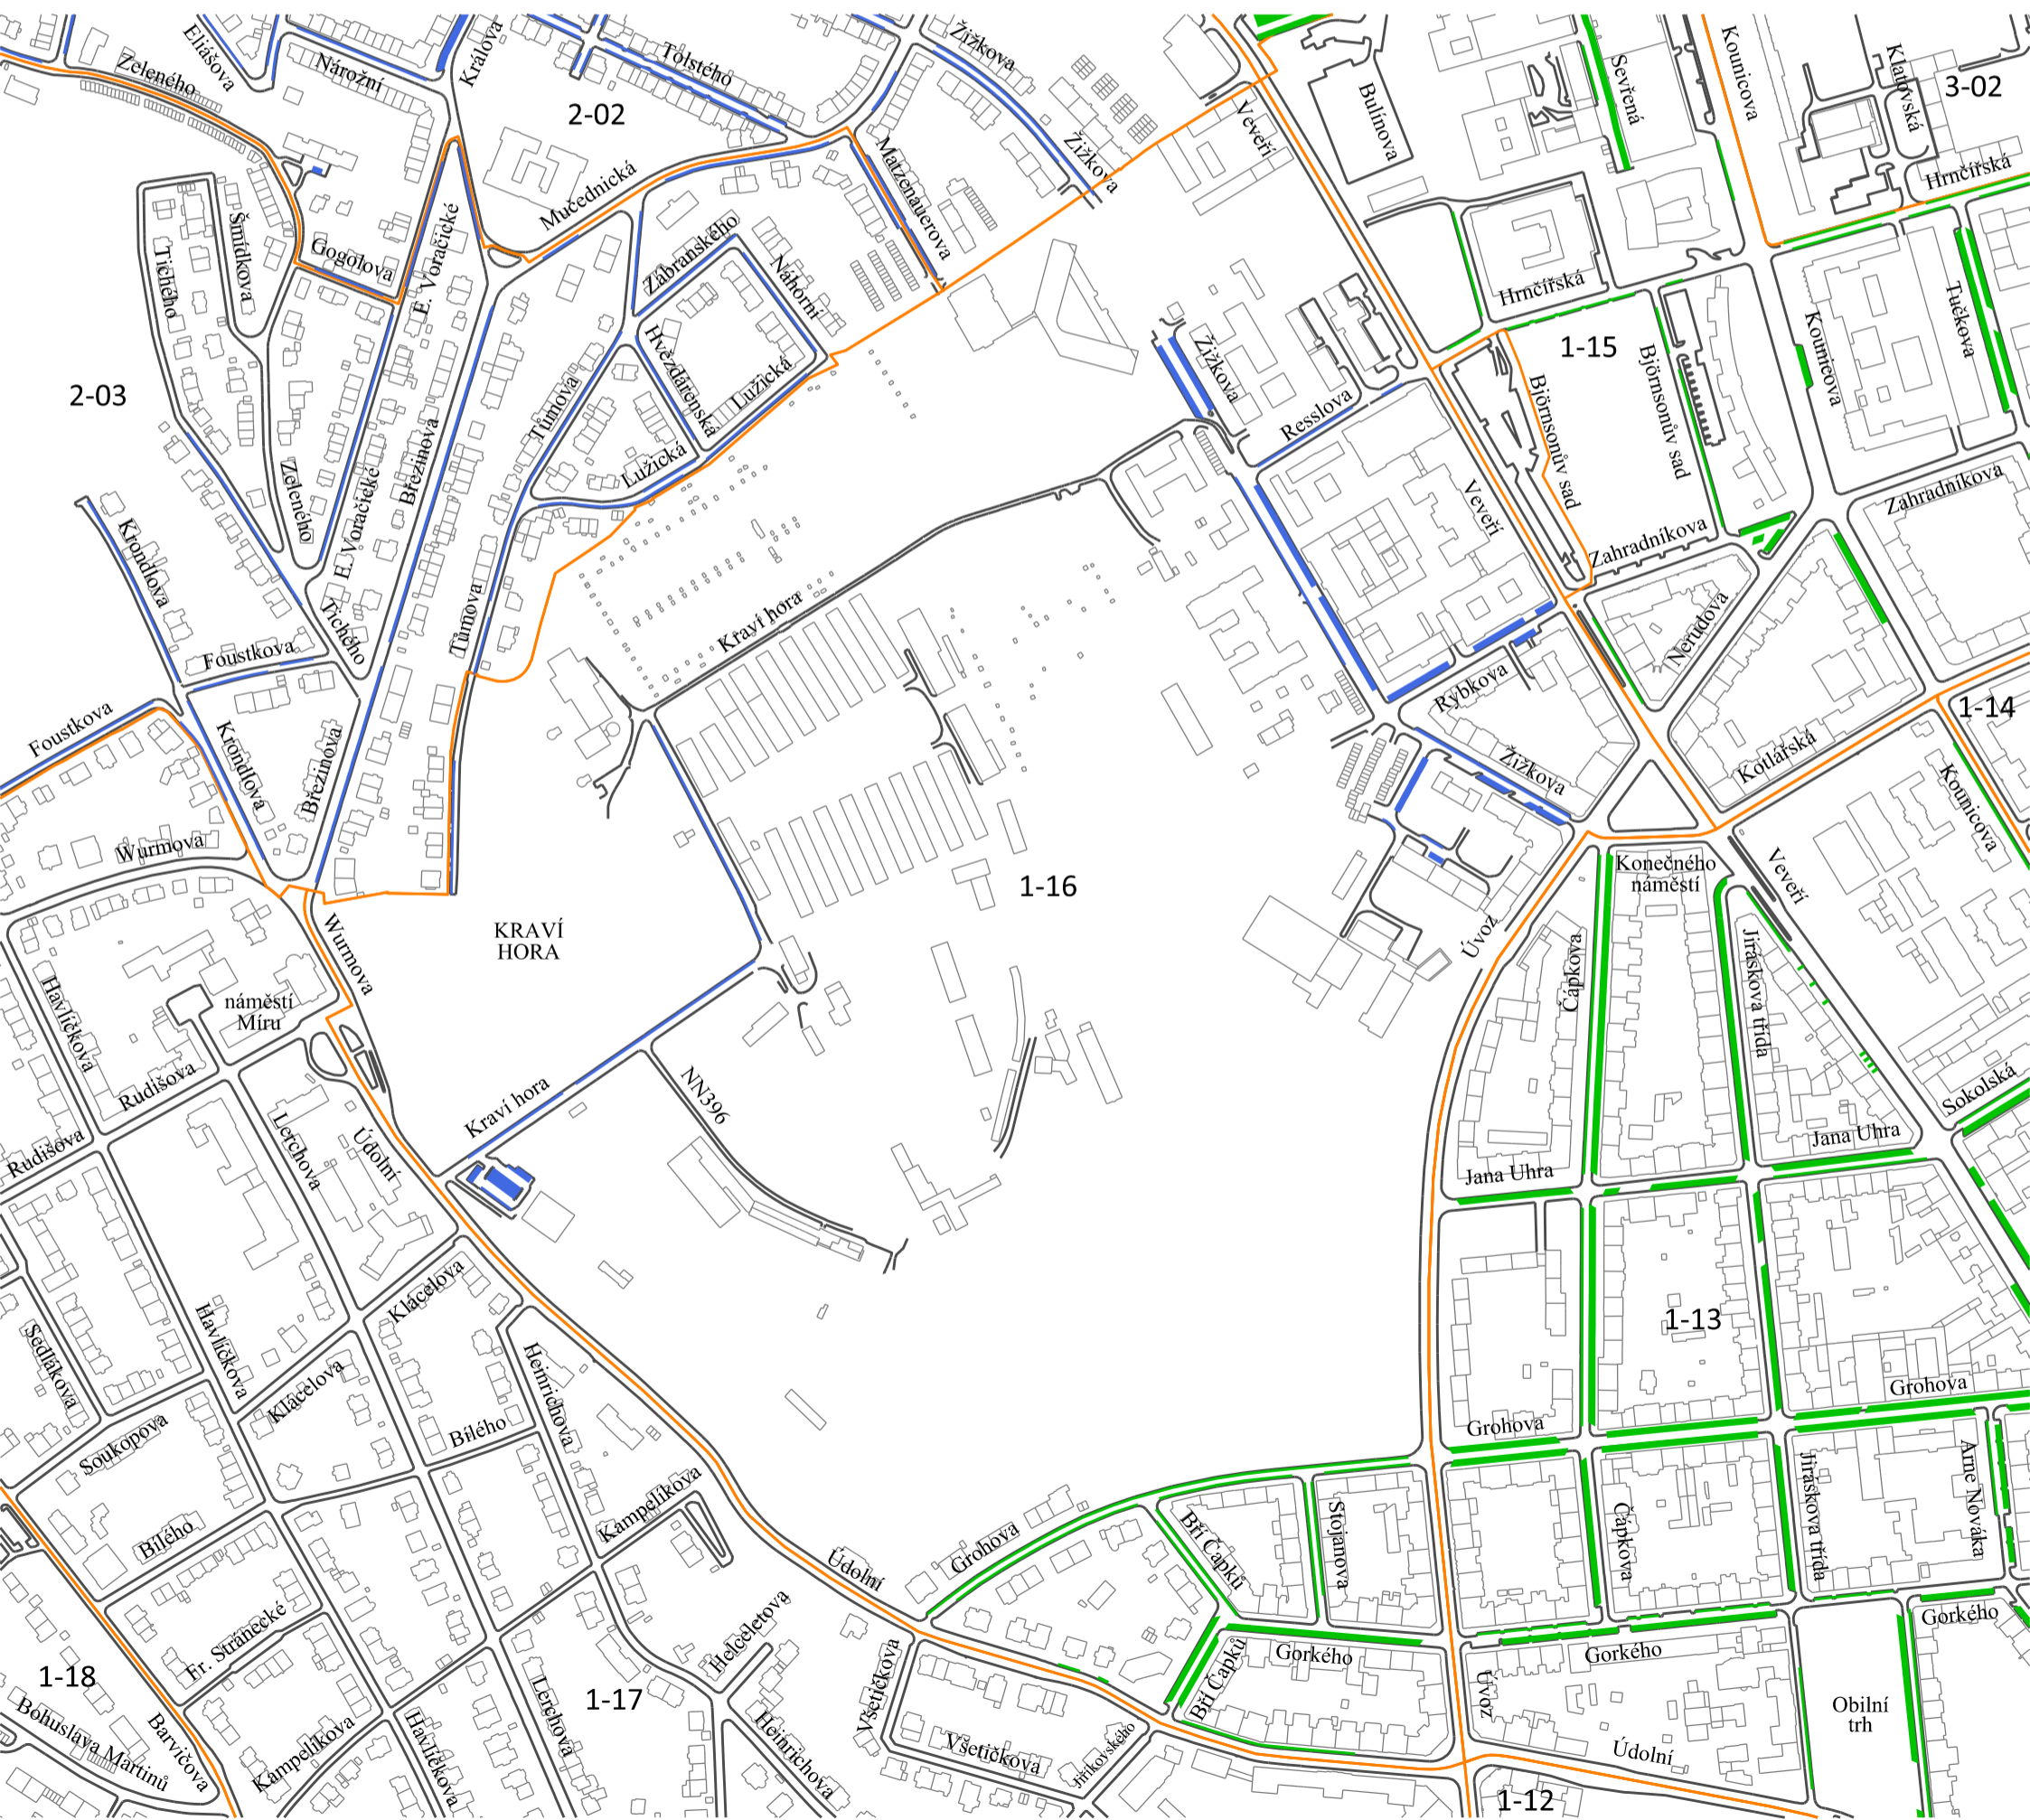 Eliášova
Zeleného
Nárožní
Králova
2-02
Tolstého
Žižkova
Veveří
Bulínova
Sevřená
Kounicova
Klatovská
3-02
Hrnčířská
Žižkova
Matzenauerova
Mučednická
Šmídkova
Tichého
Gogolova
E. Voračické
Zábranského
Náhorní
Hrnčířská
1-15
Tučkova
Kounicova
Björnsonův sad
Björnsonův sad
Žižkova
Resslova
Hvězdárenská
Lužická
Lužická
Tůmova
2-03
Březinova
E. Voračické
Zeleného
Veveří
Zahradníkova
Zahradníkova
Krondlova
Tichého
Foustkova
Tůmova
Kraví hora
Nerudova
Rybkova
1-14
Foustkova
Krondlova
Březinova
Žižkova
Kotlářská
Kounicova
Wurmova
1-16
Konečného
náměstí
Veveří
KRAVÍ
HORA
Wurmova
Úvoz
Čápkova
Jiráskova třída
náměstí
Míru
Havlíčkova
Rudišova
Rudišova
Lerchova
Údolní
Kraví hora
NN396
Sokolská
Jana Uhra
Jana Uhra
Klácelova
Havlíčkova
Sedlákova
Klácelova
Heinrichova
1-13
Grohova
Grohova
Soukopova
Bílého
Bílého
Kampelíkova
Údolní
Grohova
Bří Čapků
Stojanova
Čápkova
Jiráskova třída
Arne Nováka
Fr. Stránecké
Helceletova
Gorkého
Gorkého
Gorkého
1-18
1-17
Bohuslava Martinů
Barvičova
Kampelíkova
Havlíčkova
Lerchova
Heinrichova
Všetičkova
Všetičkova
Jiříkovského
Bří Čapků
Úvoz
Údolní
Obilní
trh
1-12